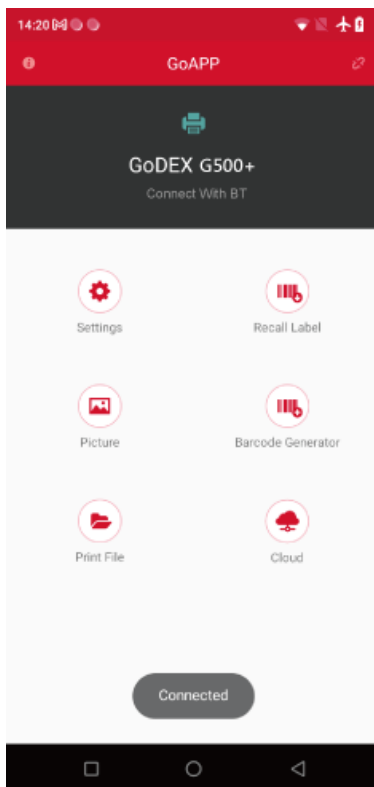 14:20
GoAPP
GoDEX G500+
Connect With BT
Settings
Recall Label
Picture
Barcode Generator
Print File
Cloud
Connected